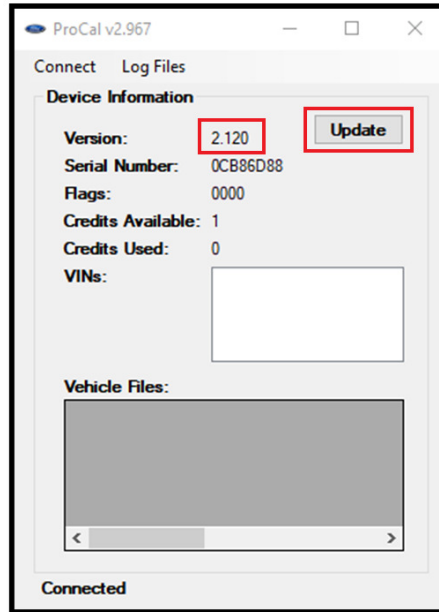 ProCal v2.967
Connect Log Files
Device Information
Version: 2.120 Update
Serial Number: 0CB86D88
Flags: 0000
Credits Available: 1
Credits Used: 0
VINs:
Vehicle Files:
Connected